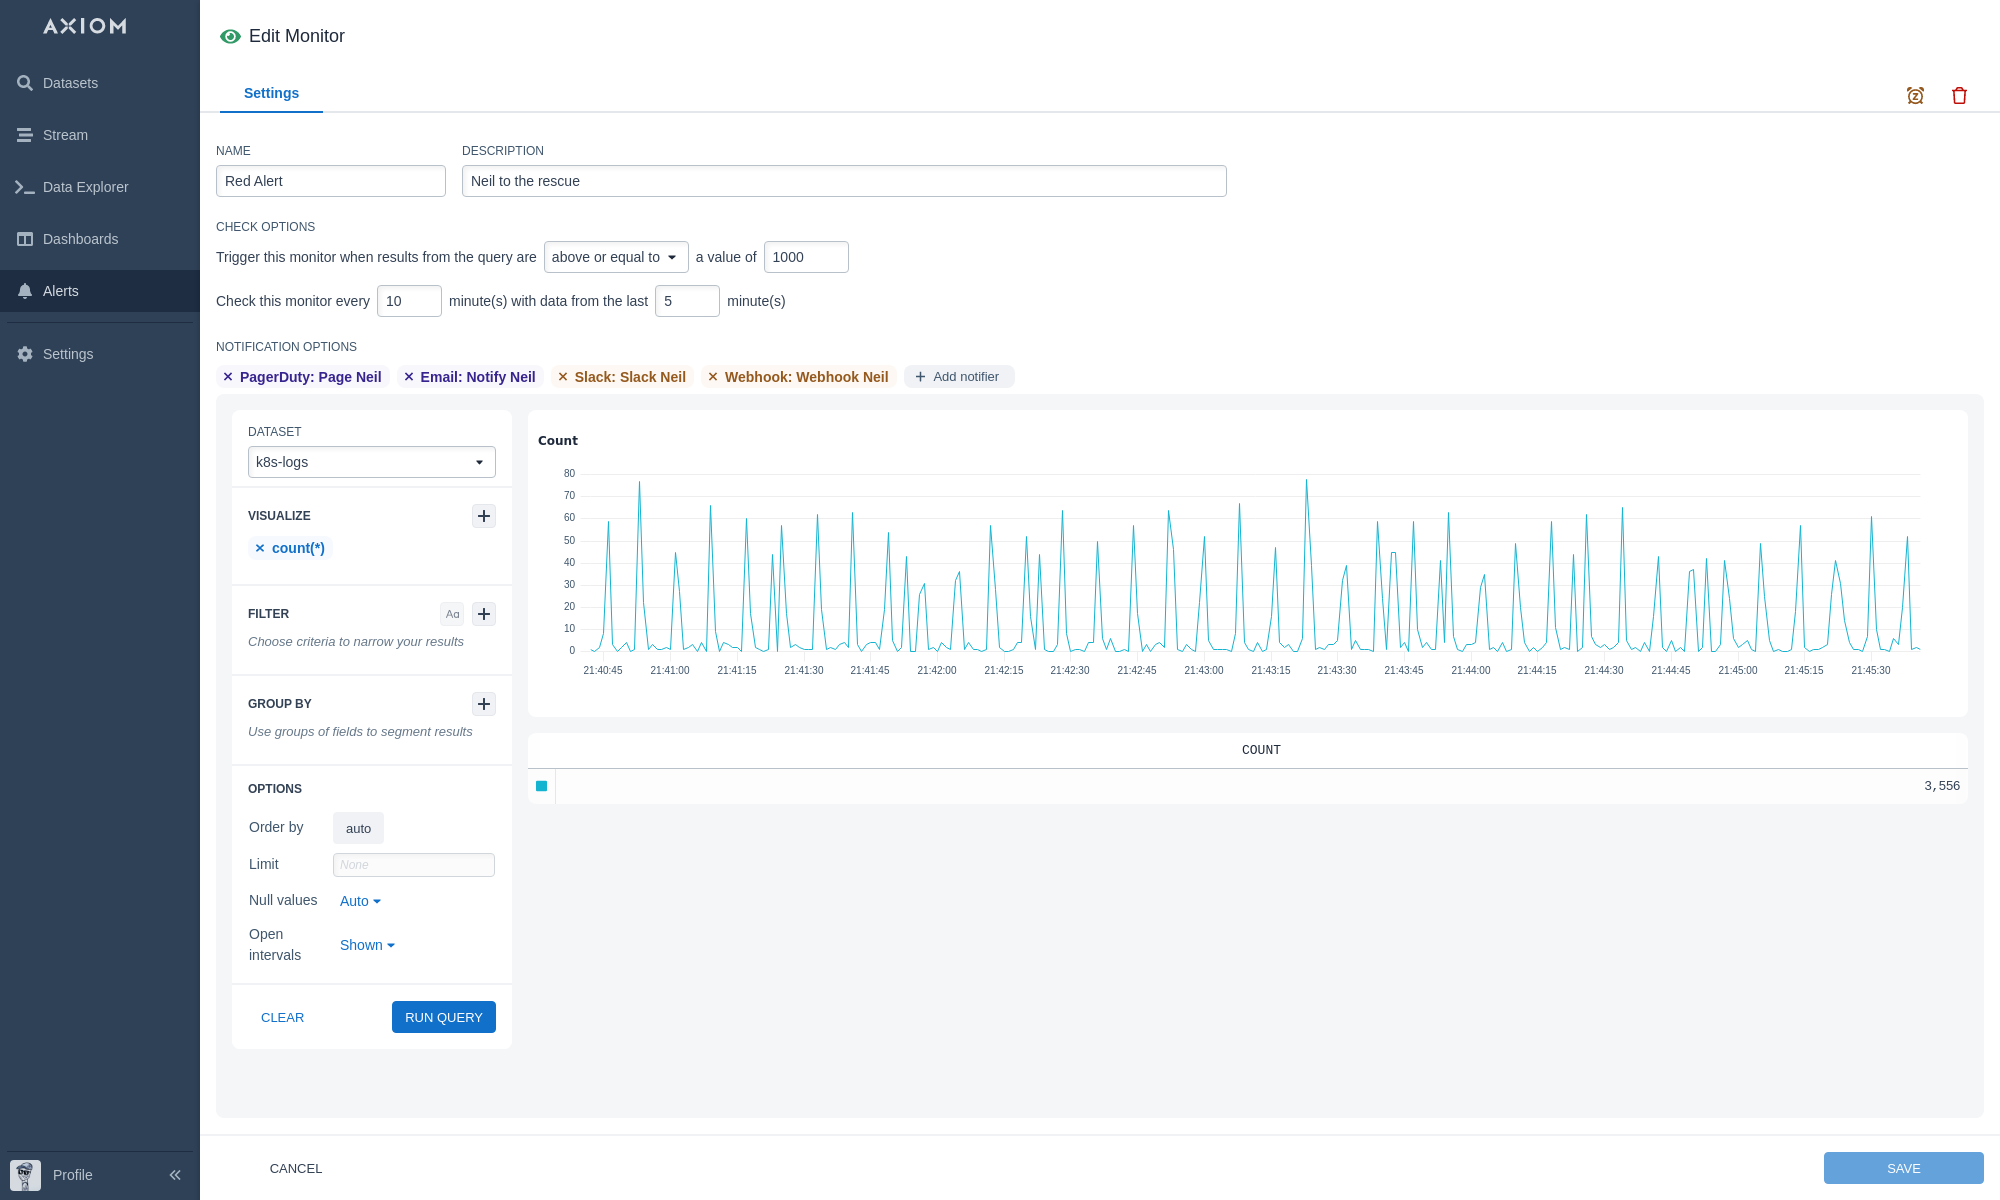 AXIOM
Datasets
Stream
Data Explorer
Dashboards
Alerts
Settings
Profile
Edit Monitor
Settings
NAME
DESCRIPTION
Red Alert
Neil to the rescue
CHECK OPTIONS
Trigger this monitor when results from the query are above or equal to a value of 1000
Check this monitor every 10 minute(s) with data from the last 5 minute(s)
NOTIFICATION OPTIONS
PagerDuty: Page Neil Email: Notify Neil Slack: Slack Neil Webhook: Webhook Neil Add notifier
DATASET
k8s-logs
VISUALIZE
count(*)
FILTER Aa
Choose criteria to narrow your results
GROUP BY
Use groups of fields to segment results
OPTIONS
Order by auto
Limit None
Null values Auto
Open intervals Shown
CLEAR RUN QUERY
Count
80
70
60
50
40
30
20
10
0
21:40:45 21:41:00 21:41:15 21:41:30 21:41:45 21:42:00 21:42:15 21:42:30 21:42:45 21:43:00 21:43:15 21:43:30 21:43:45 21:44:00 21:44:15 21:44:30 21:44:45 21:45:00 21:45:15 21:45:30
COUNT
3,556
CANCEL SAVE